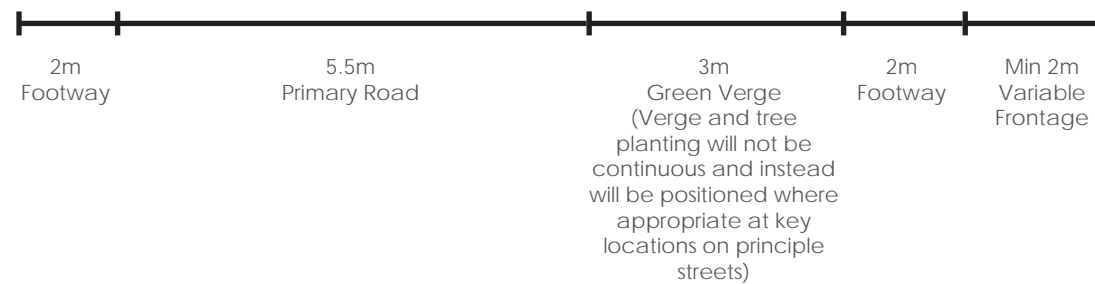 2m
Footway
5.5m
Primary Road
3m
Green Verge
(Verge and tree
planting will not be
continuous and instead
will be positioned where
appropriate at key
locations on principle
streets)
2m
Footway
Min 2m
Variable
Frontage